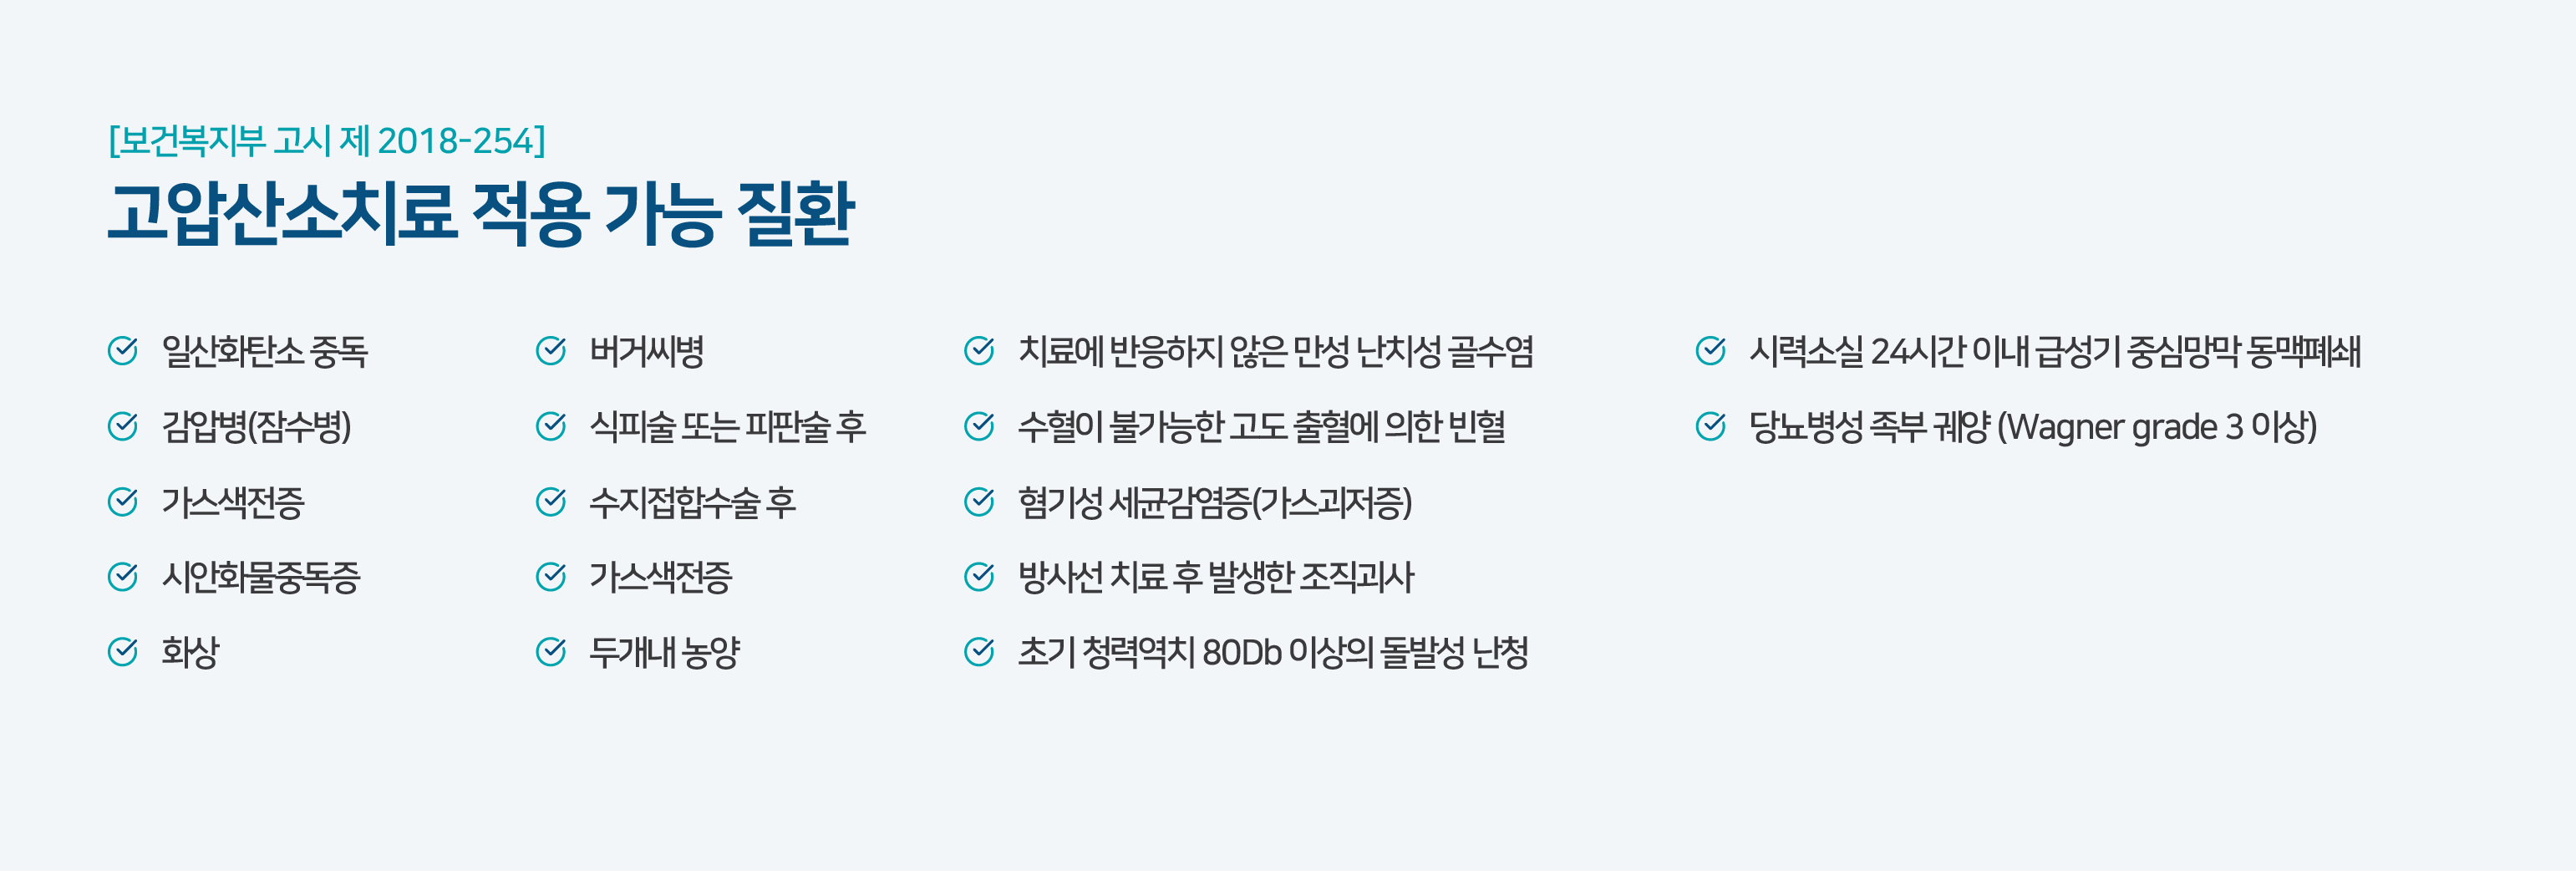 [보건복지부 고시 제 2018-254]
고압산소치료 적용 가능 질환
일산화탄소 중독
감압병(잠수병)
가스색전증
시안화물중독증
화상
버거씨병
식피술 또는 피판술 후
수지접합수술 후
가스색전증
두개내 농양
치료에 반응하지 않은 만성 난치성 골수염
수혈이 불가능한 고도 출혈에 의한 빈혈
혐기성 세균감염증(가스괴저증)
방사선 치료 후 발생한 조직괴사
초기 청력역치 80Db 이상의 돌발성 난청
시력소실 24시간 이내 급성기 중심망막 동맥폐쇄
당뇨병성 족부 궤양 (Wagner grade 3 이상)